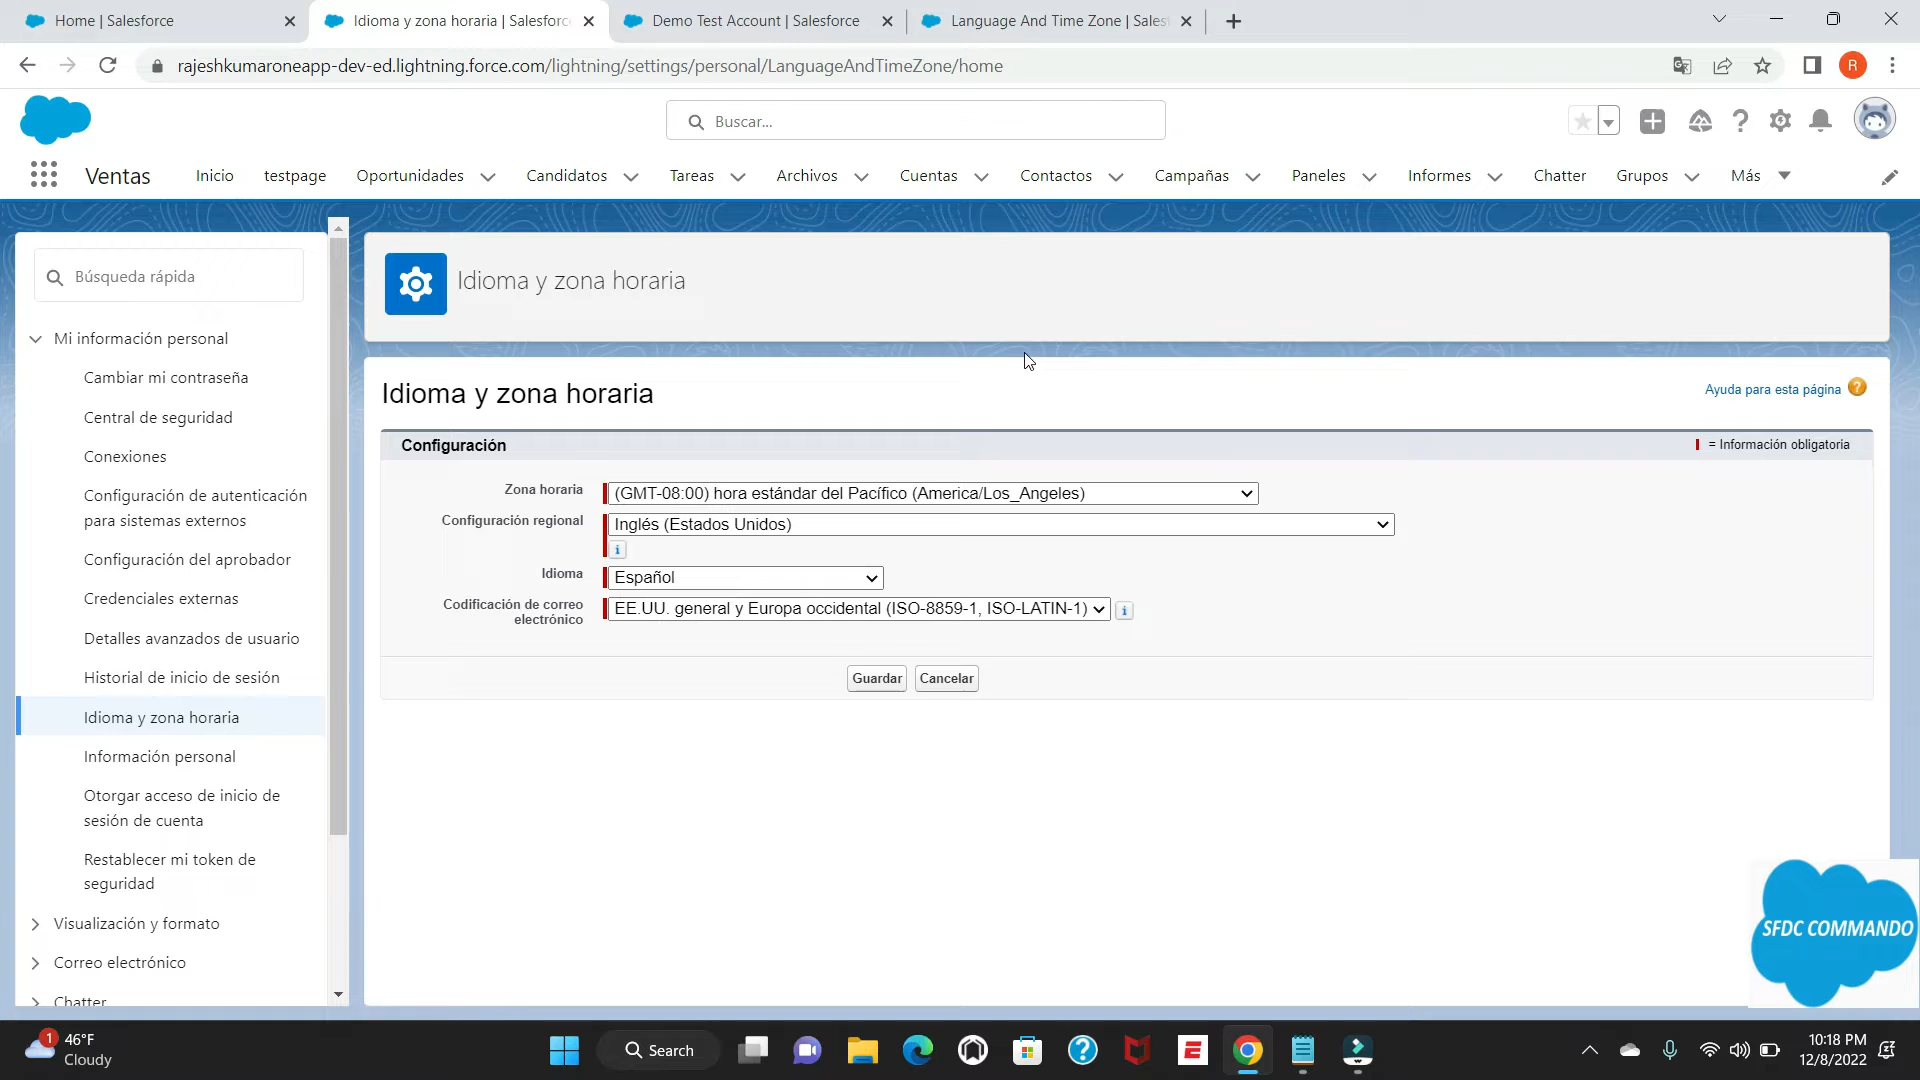 Home | Salesforce
Idioma y zona horaria | Salesforc
Demo Test Account | Salesforce
Language And Time Zone | Sales
rajeshkumaroneapp-dev-ed.lightning.force.com/lightning/settings/personal/LanguageAndTimeZone/home
R
Buscar...
Ventas
Inicio
testpage
Oportunidades
Candidatos
Tareas
Archivos
Cuentas
Contactos
Campañas
Paneles
Informes
Chatter
Grupos
Más
Búsqueda rápida
Mi información personal
Cambiar mi contraseña
Central de seguridad
Conexiones
Configuración de autenticación
para sistemas externos
Configuración del aprobador
Credenciales externas
Detalles avanzados de usuario
Historial de inicio de sesión
Idioma y zona horaria
Información personal
Otorgar acceso de inicio de
sesión de cuenta
Restablecer mi token de
seguridad
Visualización y formato
Correo electrónico
Chatter
Idioma y zona horaria
Idioma y zona horaria
Ayuda para esta página ?
Configuración
= Información obligatoria
Zona horaria
(GMT-08:00) hora estándar del Pacífico (America/Los_Angeles)
Configuración regional
Inglés (Estados Unidos)
i
Idioma
Español
Codificación de correo
electrónico
EE.UU. general y Europa occidental (ISO-8859-1, ISO-LATIN-1)
i
Guardar
Cancelar
SFDC COMMANDO
1
46°F
Cloudy
Search
10:18 PM
12/8/2022